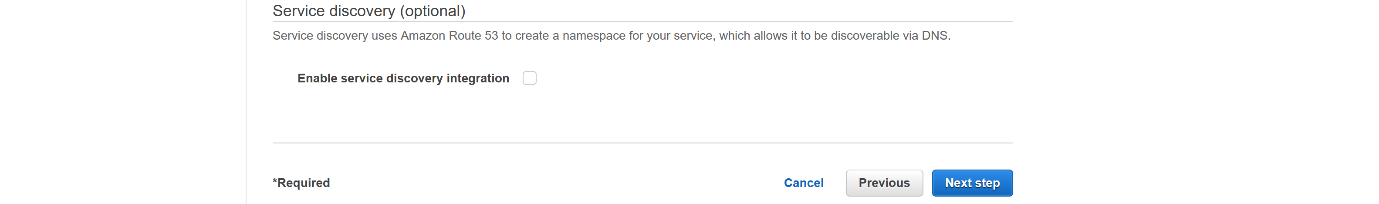 Service discovery (optional)
Service discovery uses Amazon Route 53 to create a namespace for your service, which allows it to be discoverable via DNS.
Enable service discovery integration
*Required
Cancel
Previous
Next step